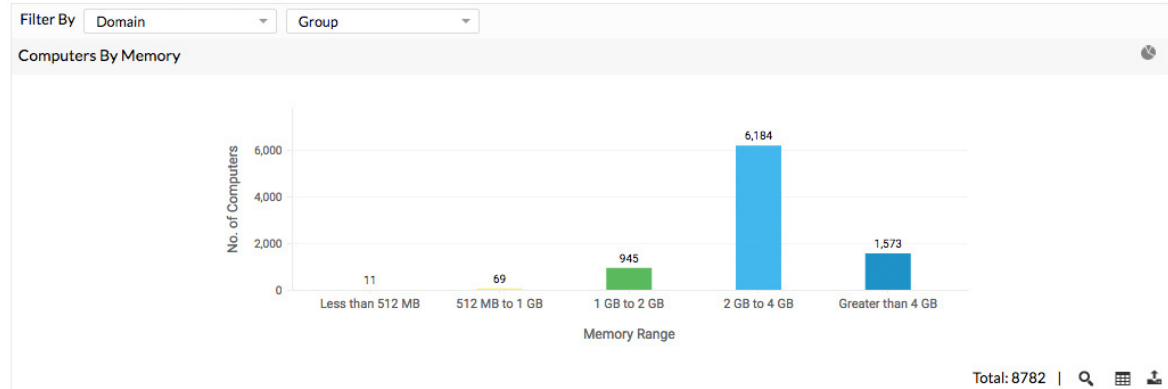 Filter By Domain Group
Computers By Memory
No. of Computers
6,000
4,000
2,000
0
11
69
945
6,184
1,573
Less than 512 MB 512 MB to 1 GB 1 GB to 2 GB 2 GB to 4 GB Greater than 4 GB
Memory Range
Total: 8782 |